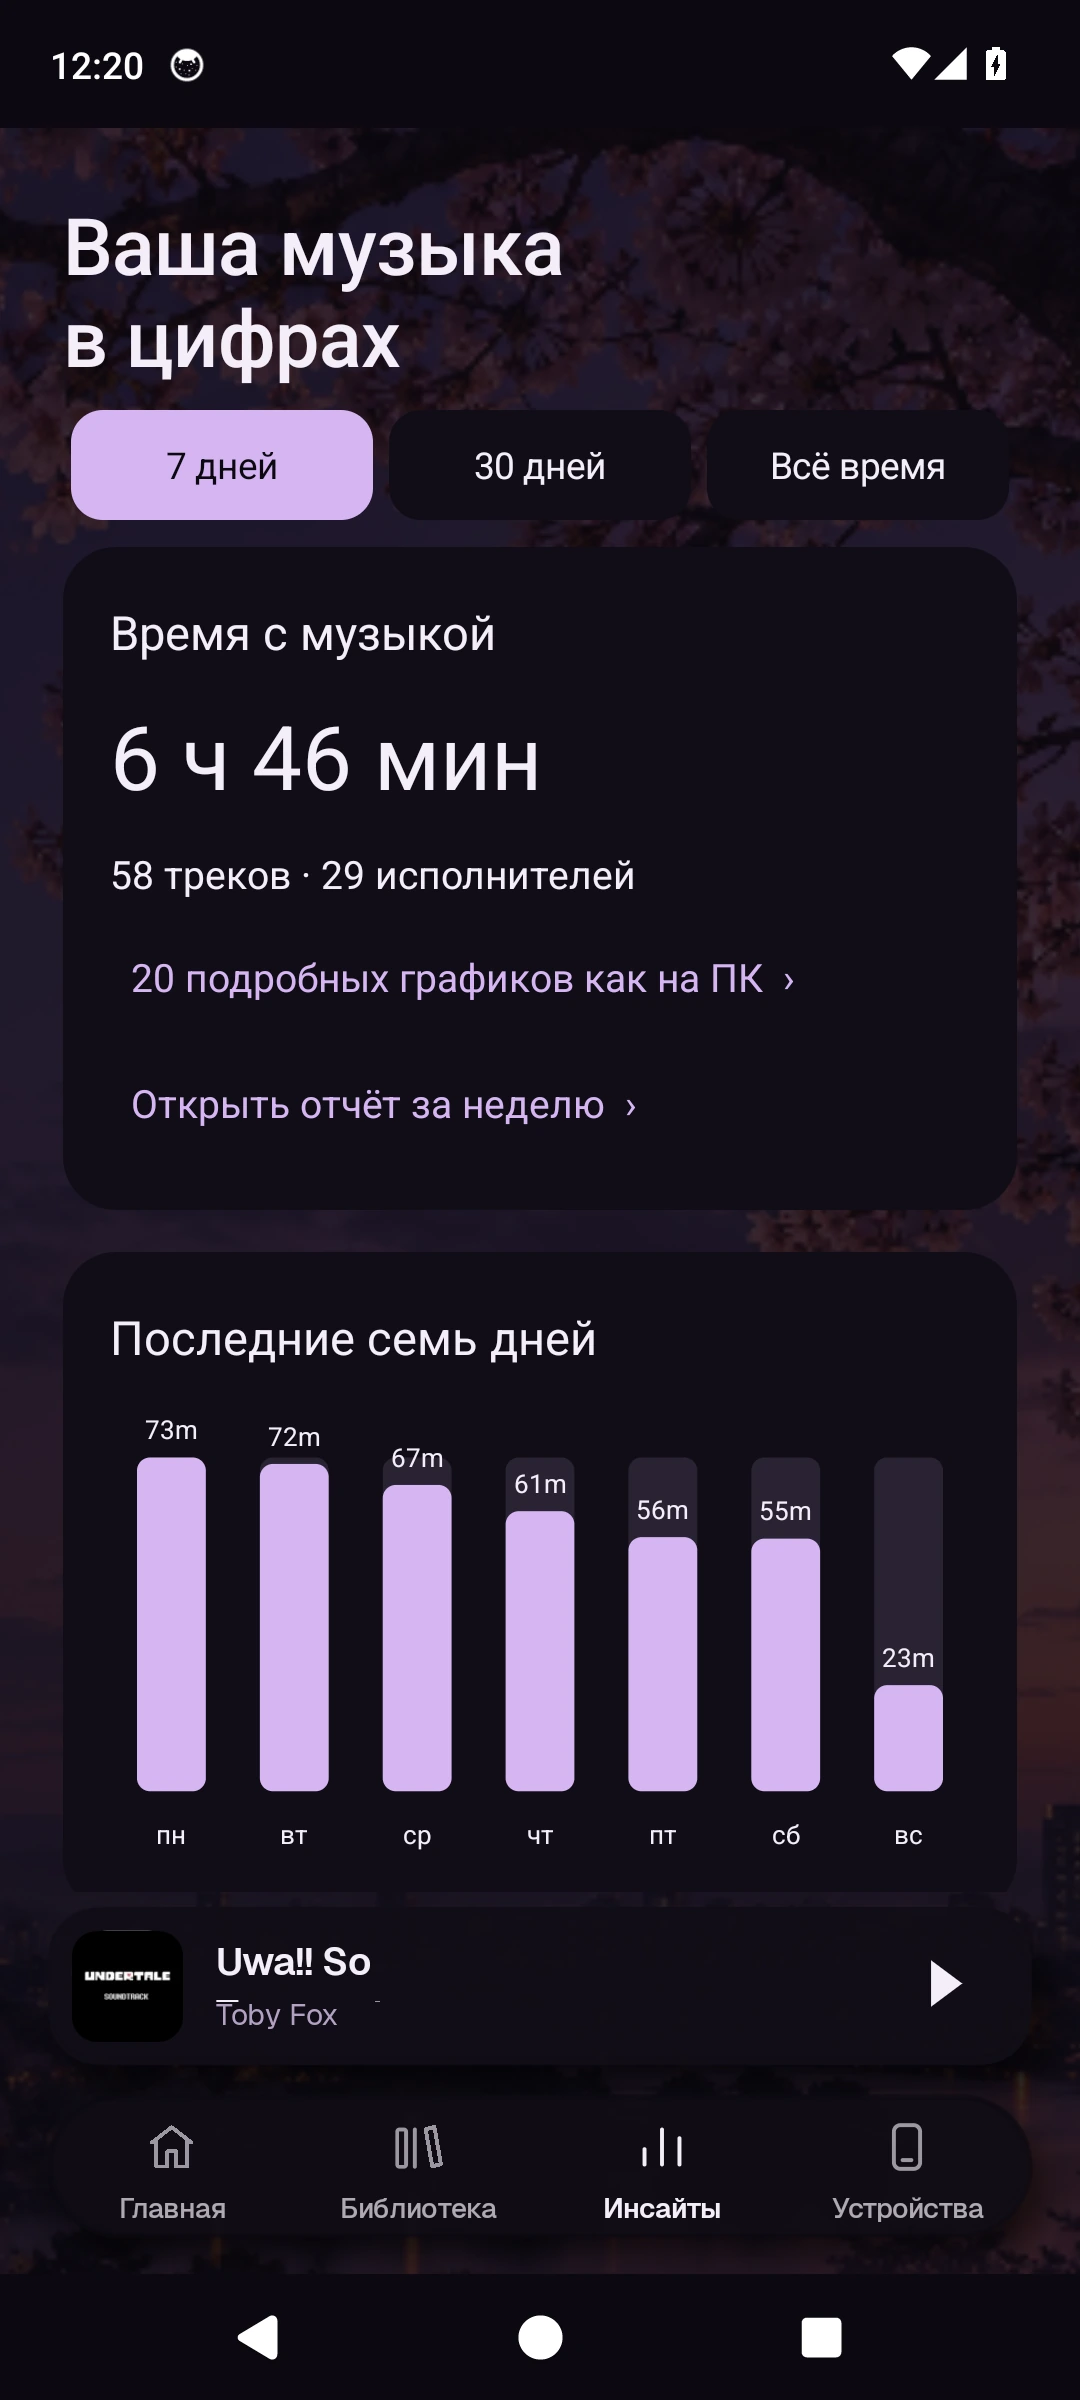 12:20
Ваша музыка
в цифрах
7 дней
30 дней
Всё время
Время с музыкой
6 ч 46 мин
58 треков · 29 исполнителей
20 подробных графиков как на ПК ›
Открыть отчёт за неделю ›
Последние семь дней
73m
72m
67m
61m
56m
55m
23m
пн
вт
ср
чт
пт
сб
вс
UNDERTALE
SOUNDTRACK
Uwa!! So
Toby Fox
Главная
Библиотека
Инсайты
Устройства